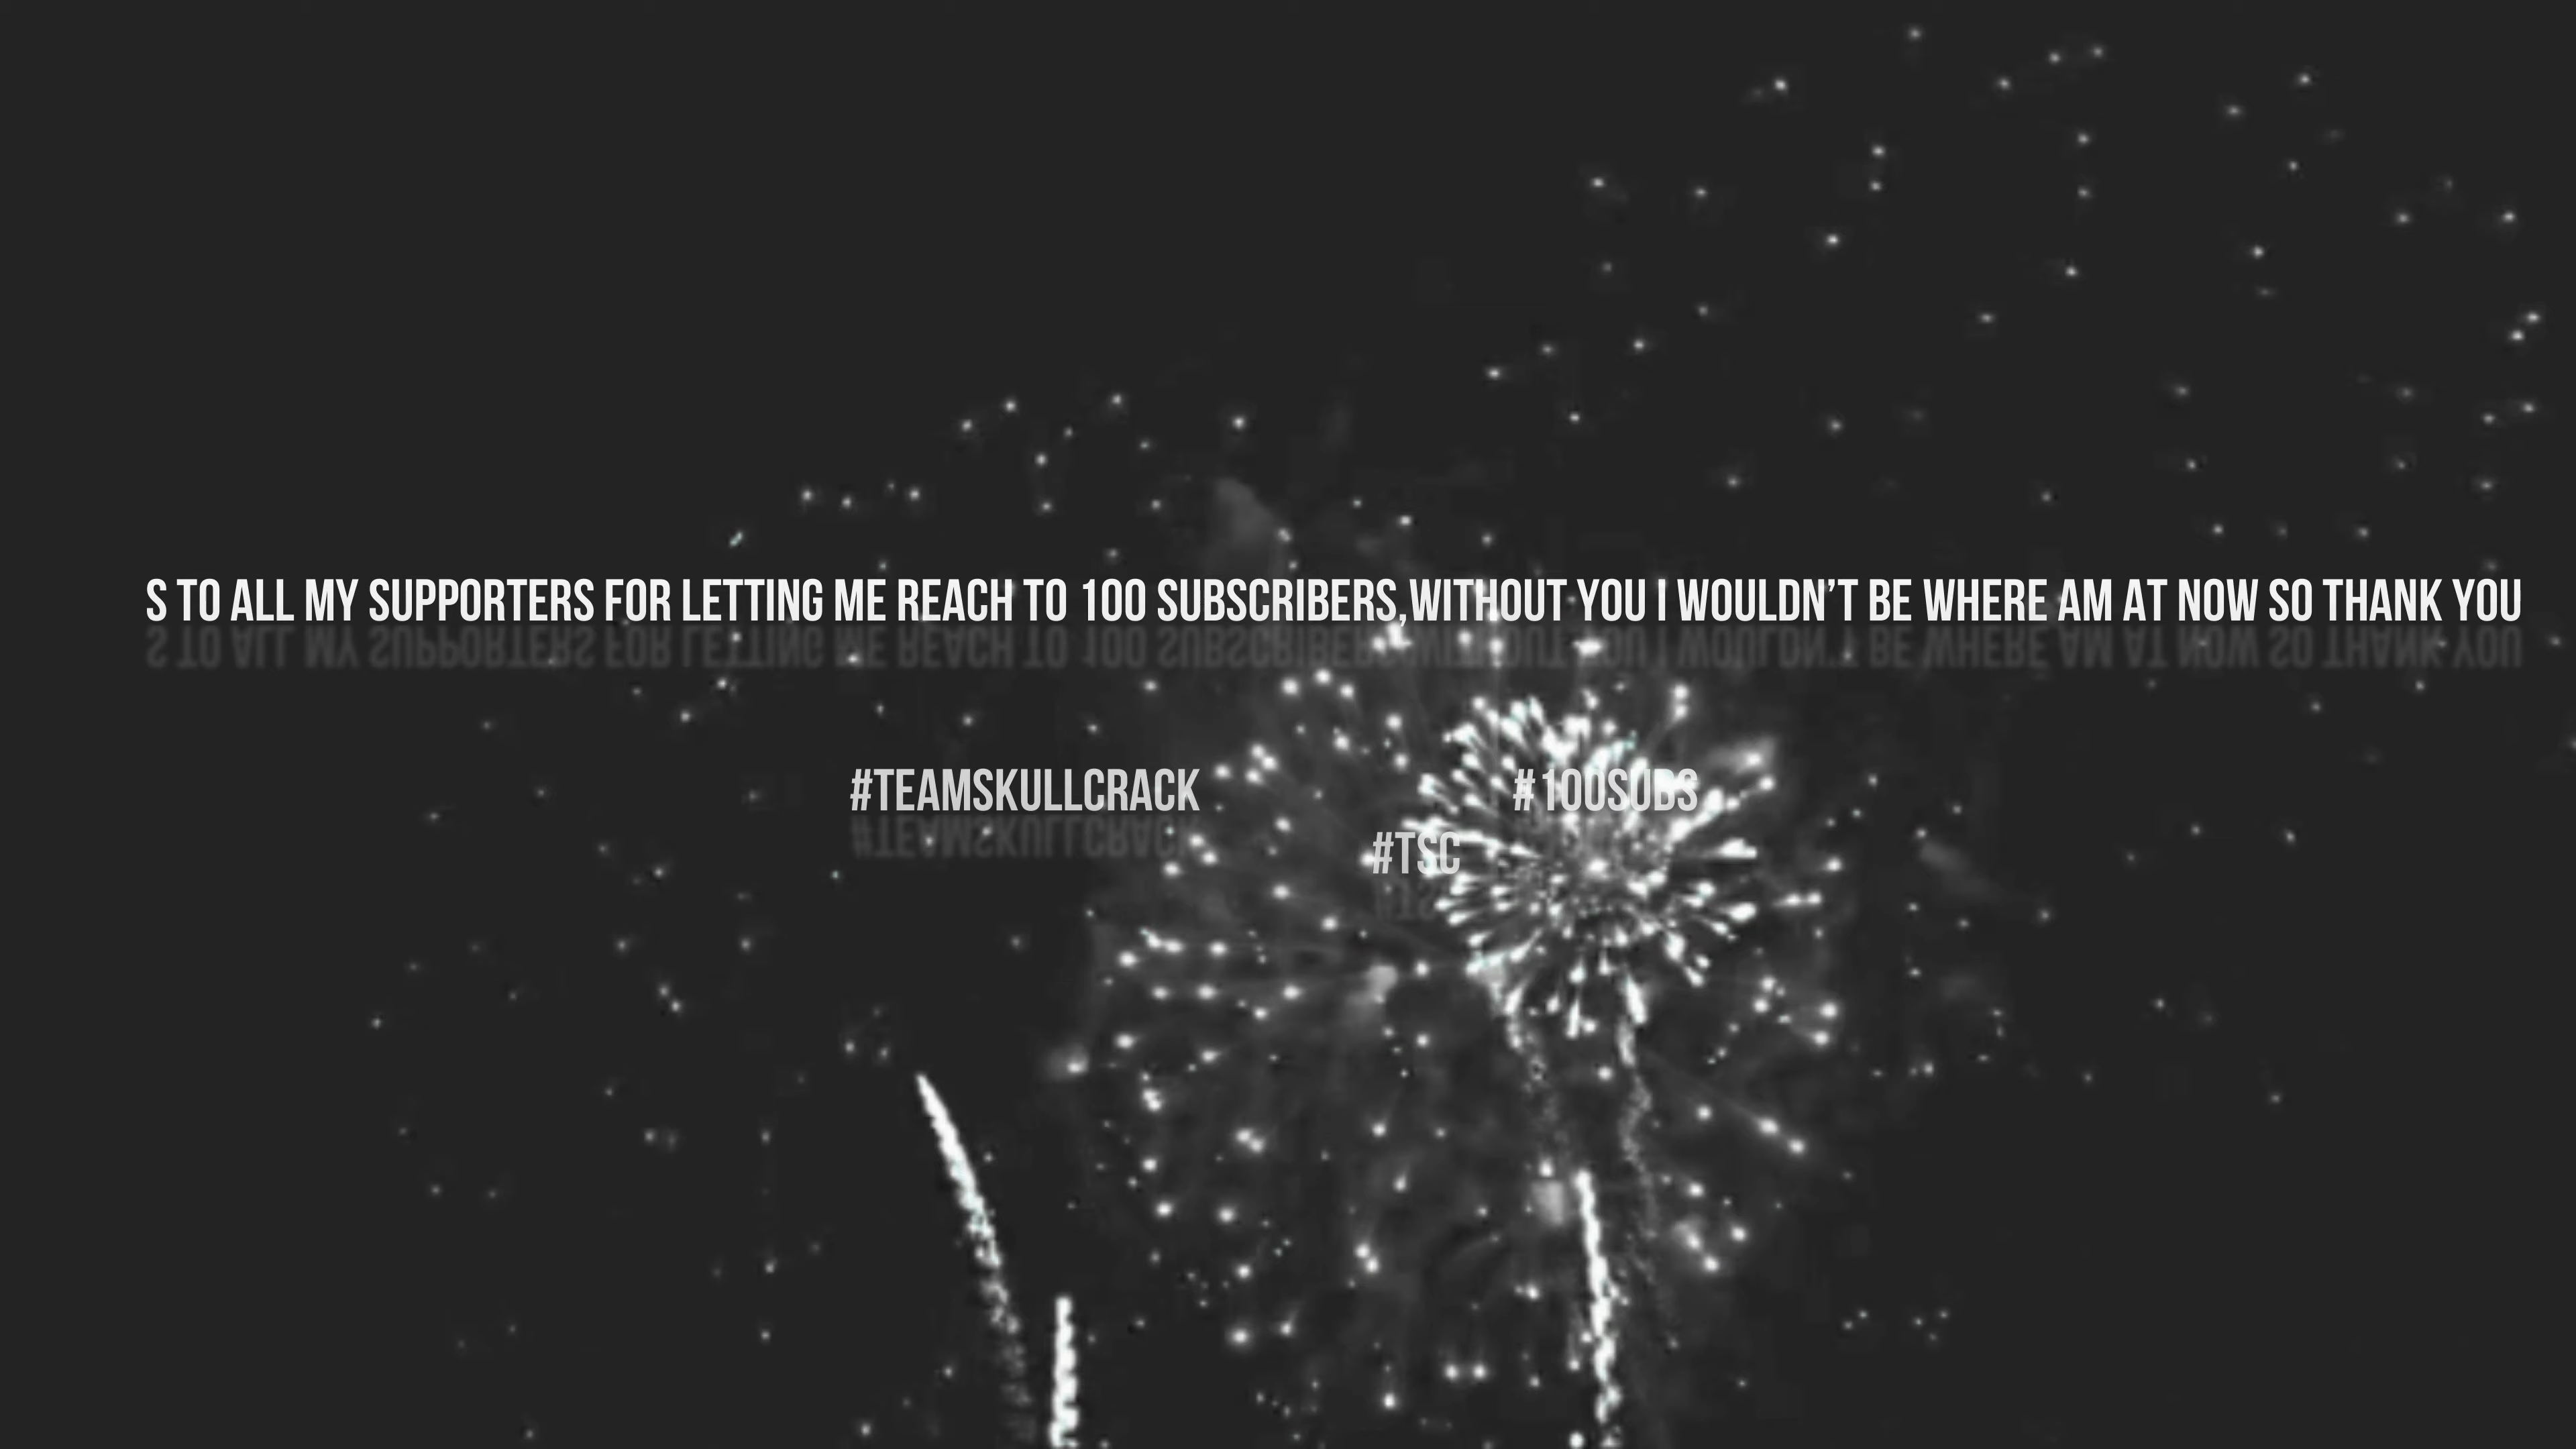 S TO ALL MY SUPPORTERS FOR LETTING ME REACH TO 100 SUBSCRIBERS,WITHOUT YOU I WOULDN'T BE WHERE AM AT NOW SO THANK YOU
#TEAMSKULLCRACK #100SUBS
#TSC